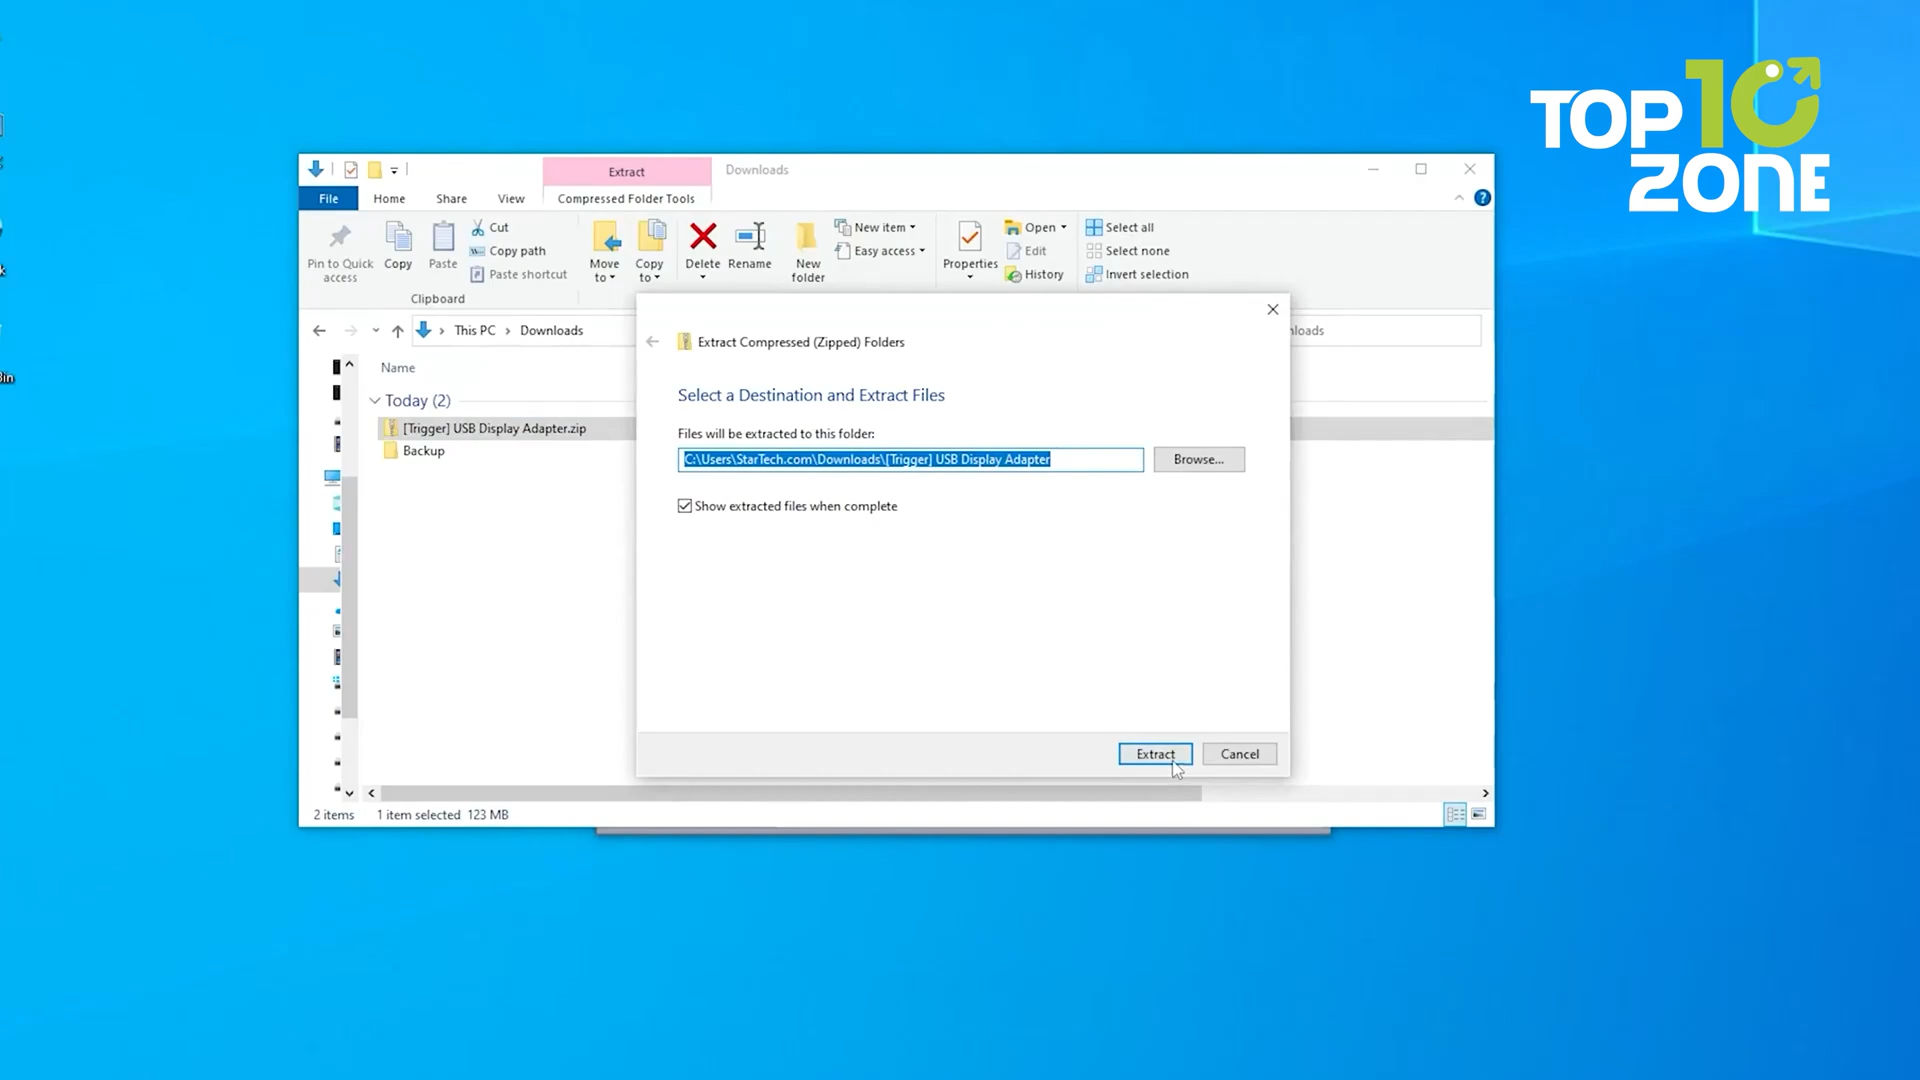 TOP10
ZONE
Extract
Downloads
File
Home
Share
View
Compressed Folder Tools
Pin to Quick
access
Copy
Paste
Cut
Copy path
Paste shortcut
Clipboard
Move
to
Copy
to
Delete
Rename
New
folder
New item
Easy access
Properties
Open
Edit
History
Select all
Select none
Invert selection
This PC > Downloads
Name
Today (2)
[Trigger] USB Display Adapter.zip
Backup
Extract Compressed (Zipped) Folders
Select a Destination and Extract Files
Files will be extracted to this folder:
C:\Users\StarTech.com\Downloads\[Trigger] USB Display Adapter
Browse...
Show extracted files when complete
Extract
Cancel
2 items
1 item selected 123 MB